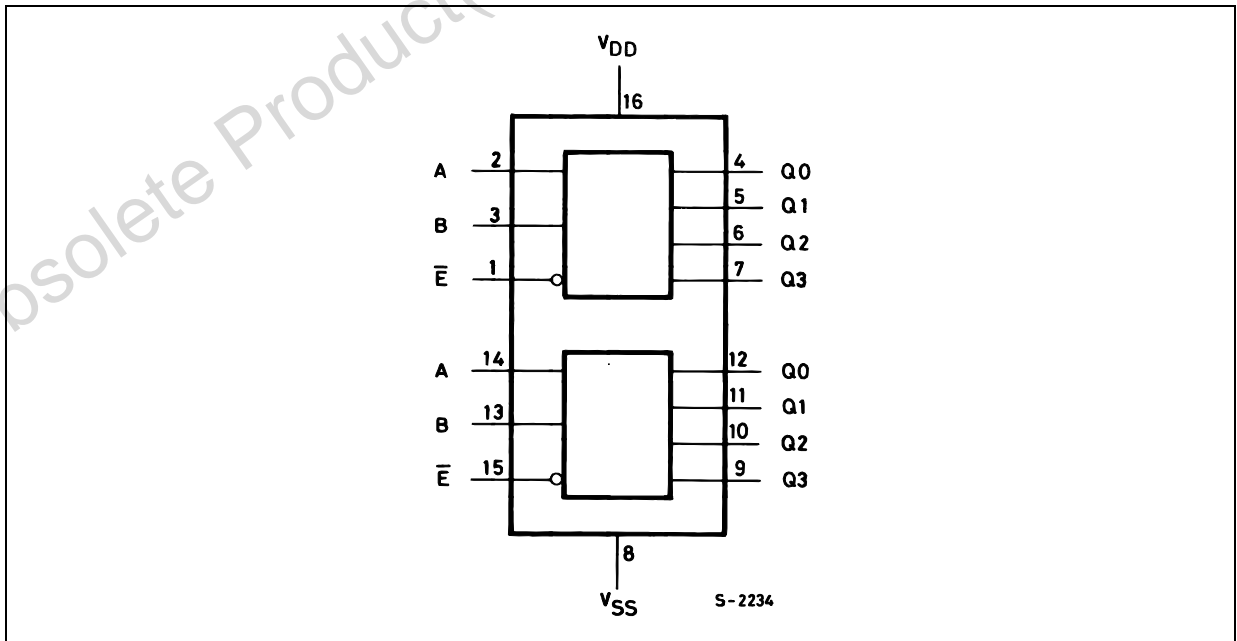 VDD
16
A 2 4 Q0
5 Q1
B 3
6 Q2
E̅ 1 7 Q3
A 14 12 Q0
11 Q1
B 13
10 Q2
E̅ 15 9 Q3
8
VSS
S-2234
bsolete Product(